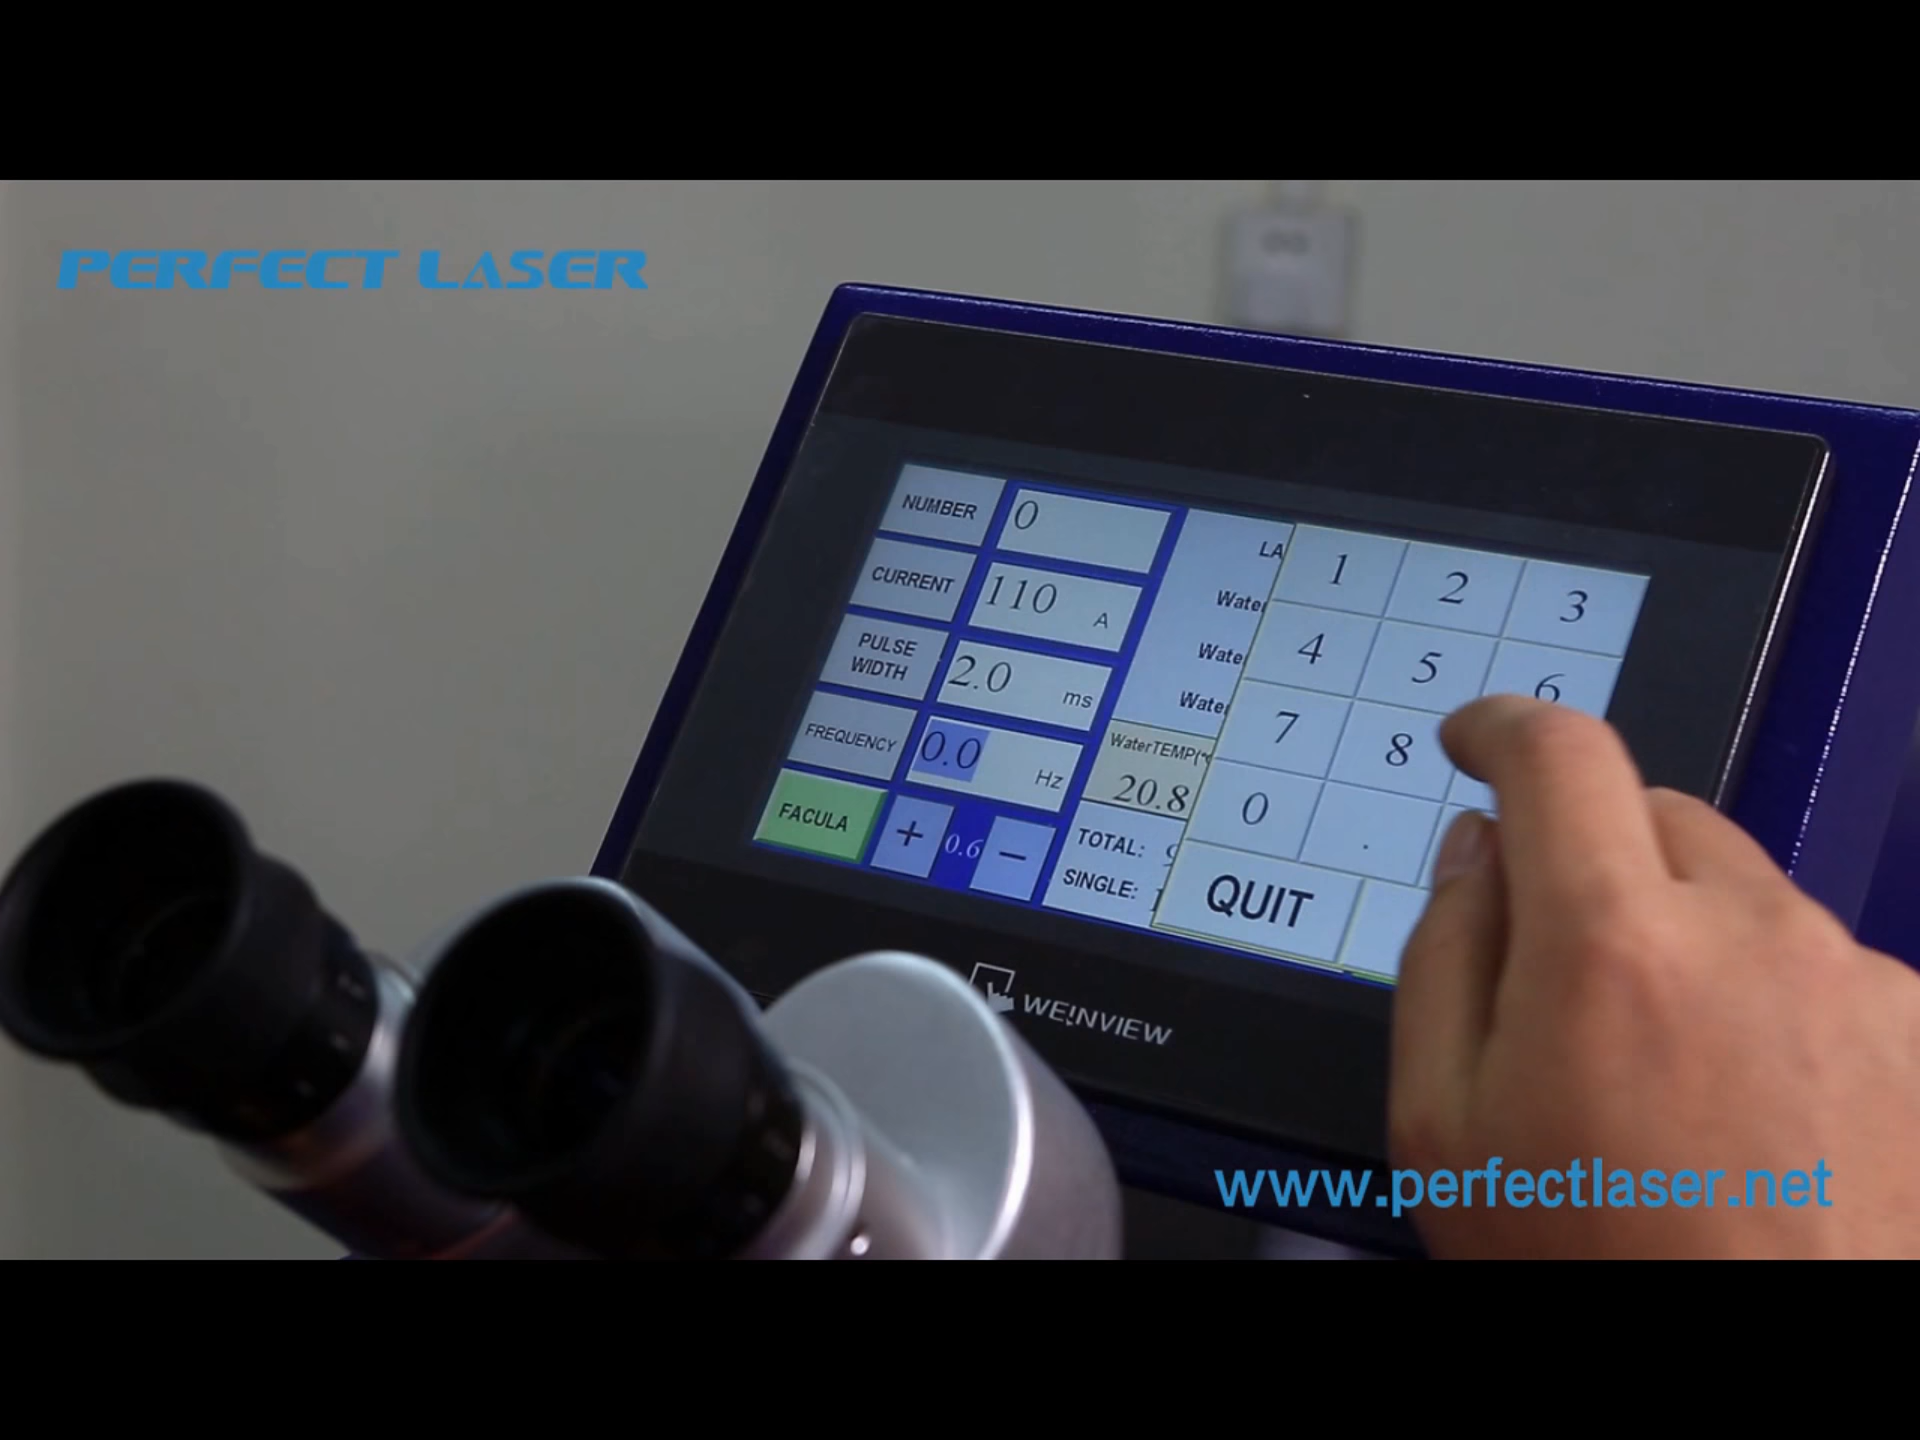 PERFECT LASER
NUMBER
0
CURRENT
110 A
PULSE
WIDTH
2.0 ms
FREQUENCY
0.0 Hz
FACULA
+
0.6
−
WaterTEMP(
20.8
TOTAL:
SINGLE:
1
2
3
4
5
6
7
8
0
.
QUIT
WEINVIEW
www.perfectlaser.net